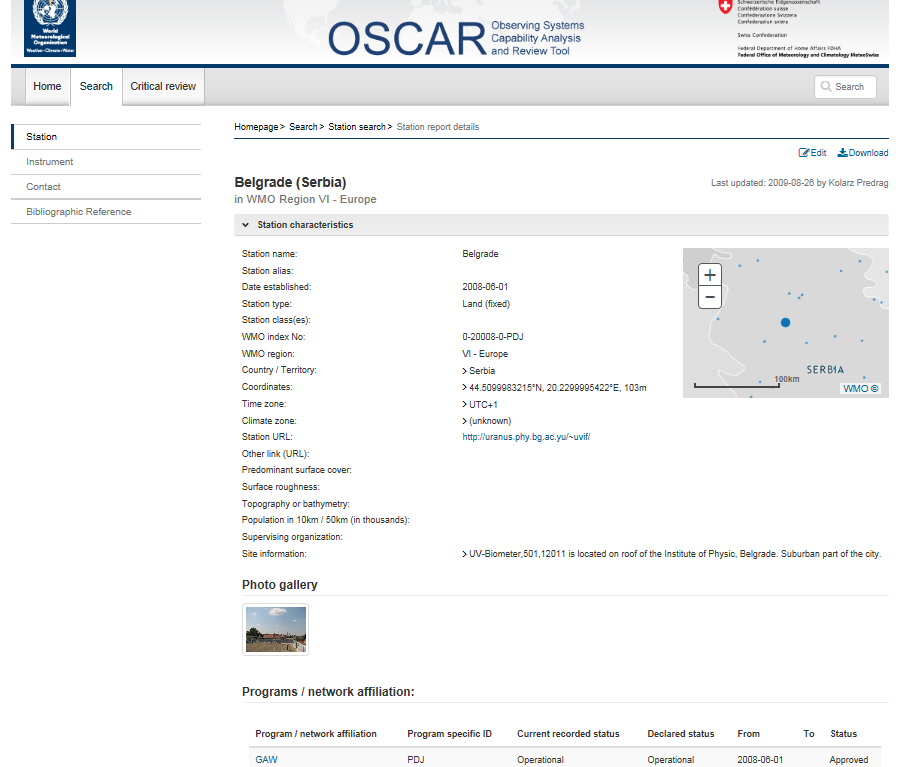 World
Meteorological
Organisation
Weather • Climate • Water
OSCAR Observing Systems
Capability Analysis
and Review Tool
Schweizerische Eidgenossenschaft
Confédération suisse
Confederazione Svizzera
Confederaziun svizra
Swiss Confederation
Federal Department of Home Affairs FDHA
Federal Office of Meteorology and Climatology MeteoSwiss
Home Search Critical review Search
Station
Instrument
Contact
Bibliographic Reference
Homepage > Search > Station search > Station report details
Edit Download
Belgrade (Serbia)
Last updated: 2009-08-26 by Kolarz Predrag
in WMO Region VI - Europe
Station characteristics
Station name: Belgrade
Station alias:
Date established: 2008-06-01
Station type: Land (fixed)
Station class(es):
WMO index No: 0-20008-0-PDJ
WMO region: VI - Europe
Country / Territory: > Serbia
Coordinates: > 44.5099983215°N, 20.2299995422°E, 103m
Time zone: > UTC+1
Climate zone: > (unknown)
Station URL: http://uranus.phy.bg.ac.yu/~uvif/
Other link (URL):
Predominant surface cover:
Surface roughness:
Topography or bathymetry:
Population in 10km / 50km (in thousands):
Supervising organization:
Site information: > UV-Biometer,501,12011 is located on roof of the Institute of Physic, Belgrade. Suburban part of the city.
+
−
SERBIA
100km
WMO ©
Photo gallery
Programs / network affiliation:
Program / network affiliation Program specific ID Current recorded status Declared status From To Status
GAW PDJ Operational Operational 2008-06-01 Approved